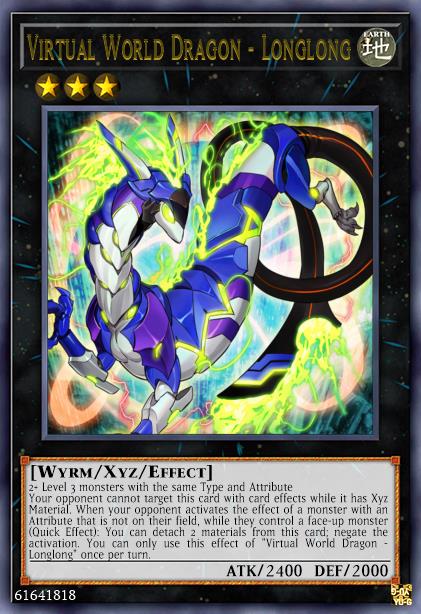 Virtual World Dragon - Longlong
EARTH
地
[Wyrm/Xyz/Effect]
2+ Level 3 monsters with the same Type and Attribute
Your opponent cannot target this card with card effects while it has Xyz
Material. When your opponent activates the effect of a monster with an
Attribute that is not on their field, while they control a face-up monster
(Quick Effect): You can detach 2 materials from this card; negate the
activation. You can only use this effect of "Virtual World Dragon -
Longlong" once per turn.
ATK/2400 DEF/2000
61641818